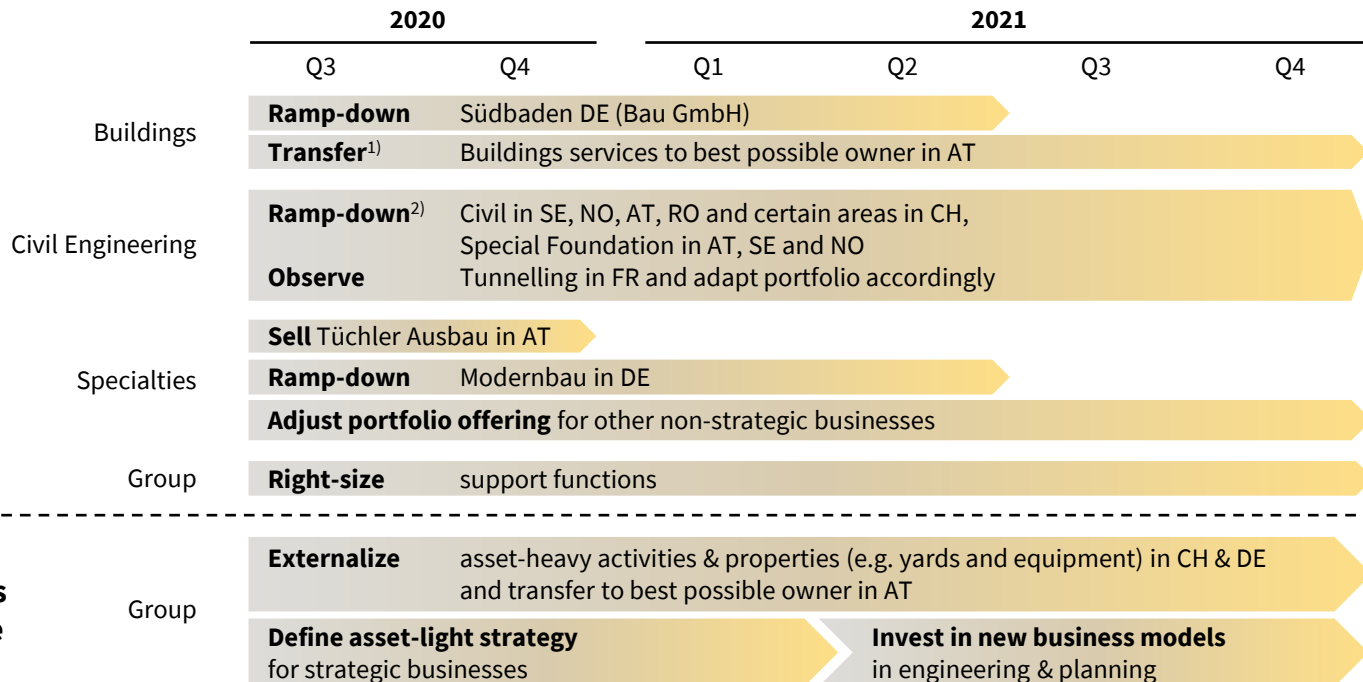 2020 2021
Q3 Q4 Q1 Q2 Q3 Q4
Buildings
Ramp-down Südbaden DE (Bau GmbH)
Transfer1) Buildings services to best possible owner in AT
Civil Engineering
Ramp-down2) Civil in SE, NO, AT, RO and certain areas in CH,
Special Foundation in AT, SE and NO
Observe Tunnelling in FR and adapt portfolio accordingly
Specialties
Sell Tüchler Ausbau in AT
Ramp-down Modernbau in DE
Adjust portfolio offering for other non-strategic businesses
Group
Right-size support functions
Group
Externalize asset-heavy activities & properties (e.g. yards and equipment) in CH & DE
and transfer to best possible owner in AT
Define asset-light strategy
for strategic businesses
Invest in new business models
in engineering & planning